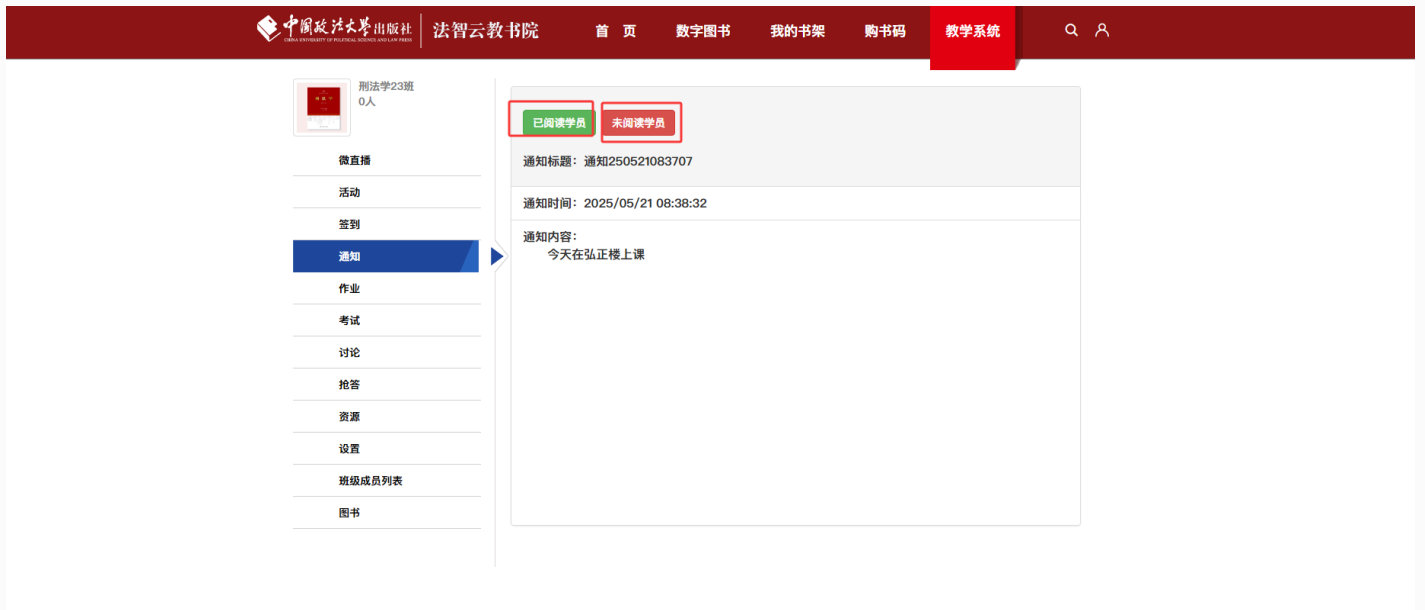 中国政法大学出版社 法智云教书院 首 页 数字图书 我的书架 购书码 教学系统
CHINA UNIVERSITY OF POLITICAL SCIENCE AND LAW PRESS
刑法学23班
0人
微直播
活动
签到
通知
作业
考试
讨论
抢答
资源
设置
班级成员列表
图书
已阅读学员 未阅读学员
通知标题：通知250521083707
通知时间：2025/05/21 08:38:32
通知内容：
今天在弘正楼上课